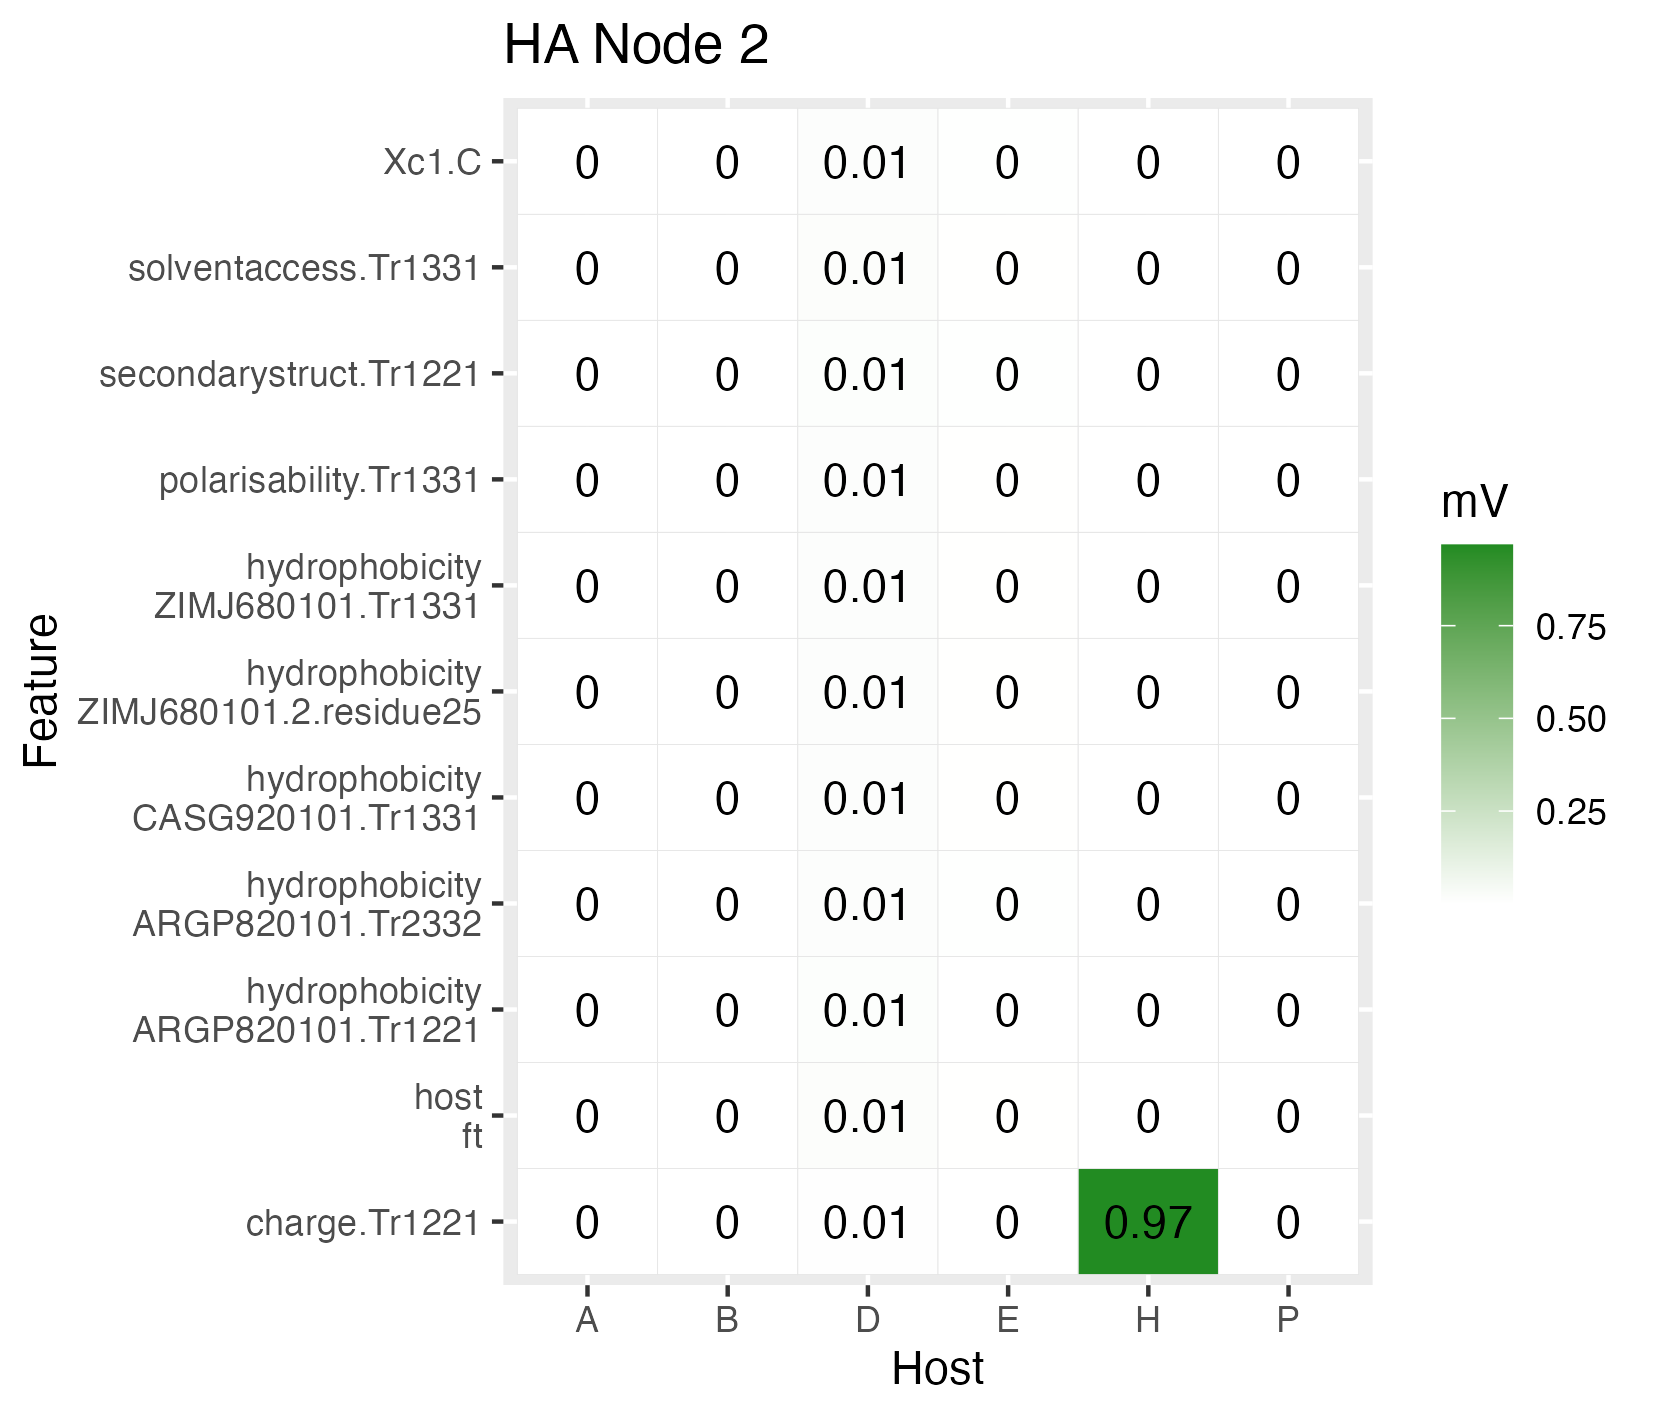 HA Node 2
Xc1.C 0 0 0.01 0 0 0
solventaccess.Tr1331 0 0 0.01 0 0 0
secondarystruct.Tr1221 0 0 0.01 0 0 0
polarisability.Tr1331 0 0 0.01 0 0 0
hydrophobicity
ZIMJ680101.Tr1331 0 0 0.01 0 0 0
hydrophobicity
ZIMJ680101.2.residue25 0 0 0.01 0 0 0
hydrophobicity
CASG920101.Tr1331 0 0 0.01 0 0 0
hydrophobicity
ARGP820101.Tr2332 0 0 0.01 0 0 0
hydrophobicity
ARGP820101.Tr1221 0 0 0.01 0 0 0
host
ft 0 0 0.01 0 0 0
charge.Tr1221 0 0 0.01 0 0.97 0
A B D E H P
Host
Feature
mV
0.75
0.50
0.25